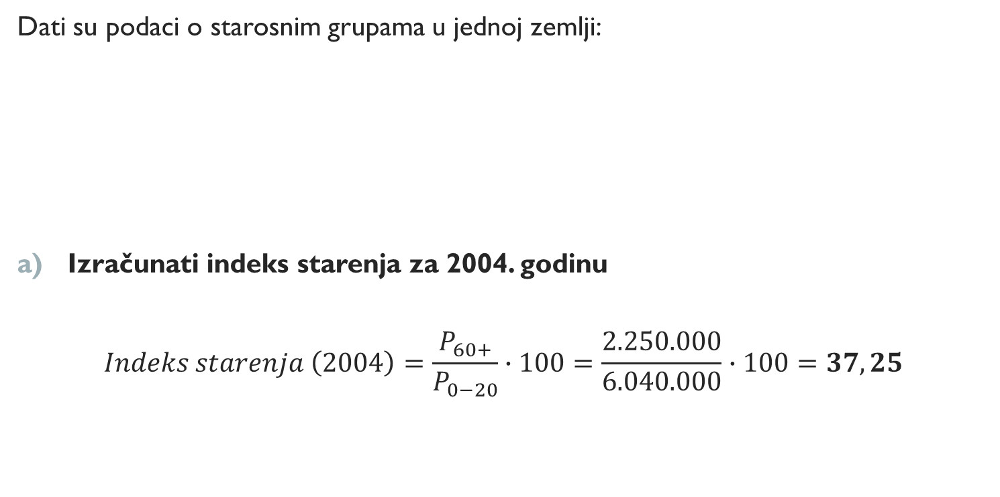 Dati su podaci o starosnim grupama u jednoj zemlji:
a) Izračunati indeks starenja za 2004. godinu
Indeks starenja (2004) = P₆₀₊ / P₀₋₂₀ · 100 = 2.250.000 / 6.040.000 · 100 = 37,25